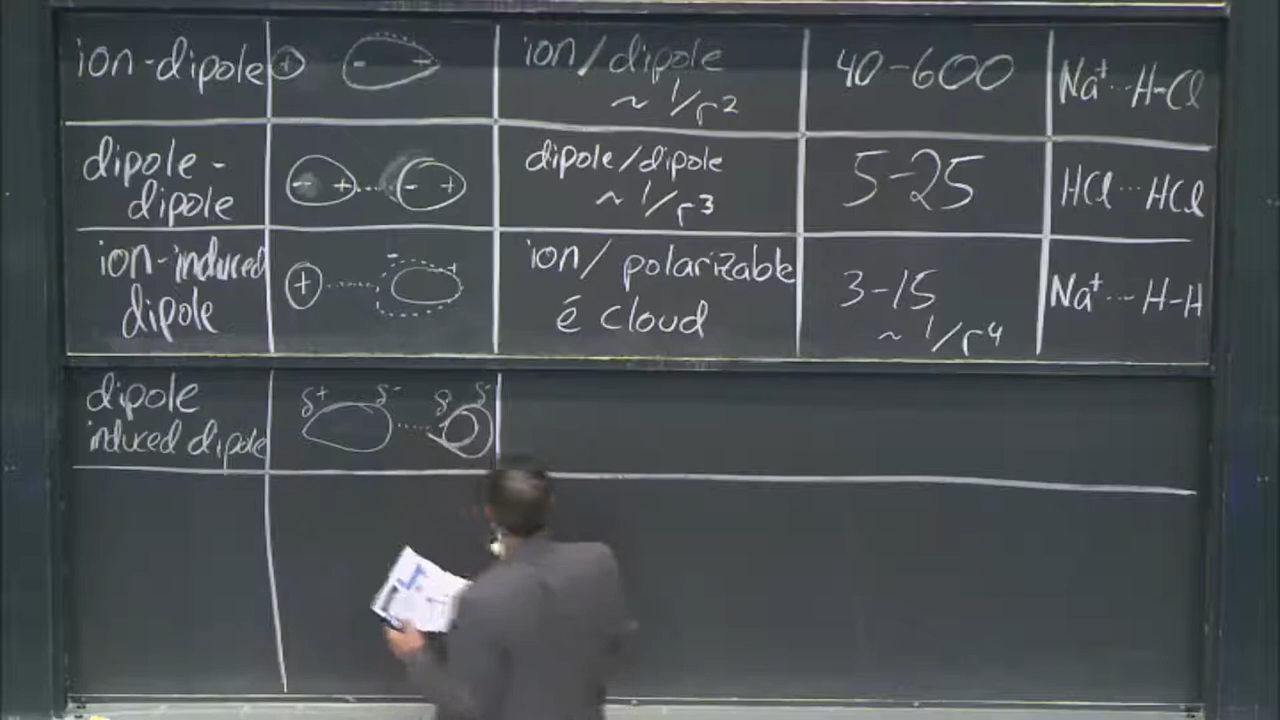 ion-dipole + - + ion/dipole 40-600 Na⁺···H-Cl
~ 1/r²
dipole- - + - + dipole/dipole 5-25 HCl···HCl
dipole ~ 1/r³
ion-induced + - + ion/polarizable 3-15 Na⁺···H-H
dipole é cloud ~ 1/r⁴
dipole δ⁺ δ⁻ δ δ⁻
induced dipole